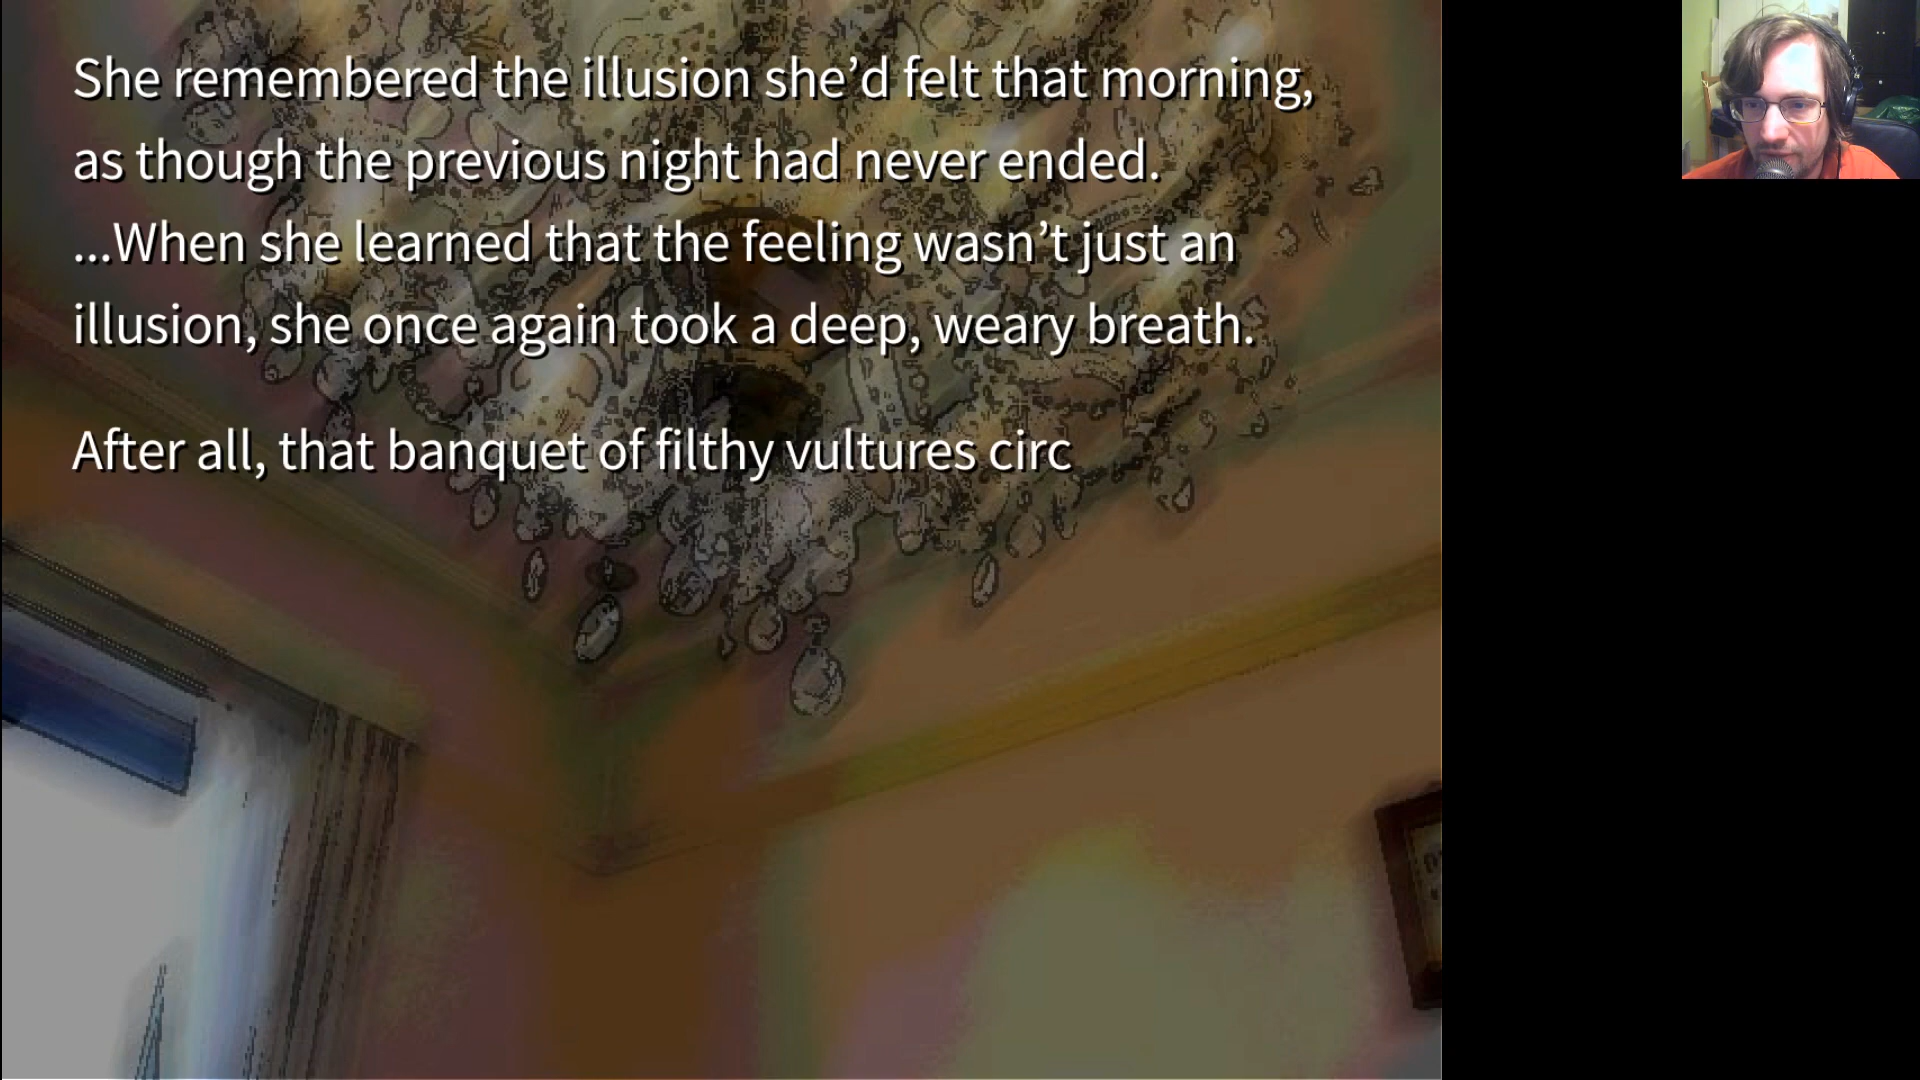 She remembered the illusion she’d felt that morning,
as though the previous night had never ended.
...When she learned that the feeling wasn’t just an
illusion, she once again took a deep, weary breath.
After all, that banquet of filthy vultures circ